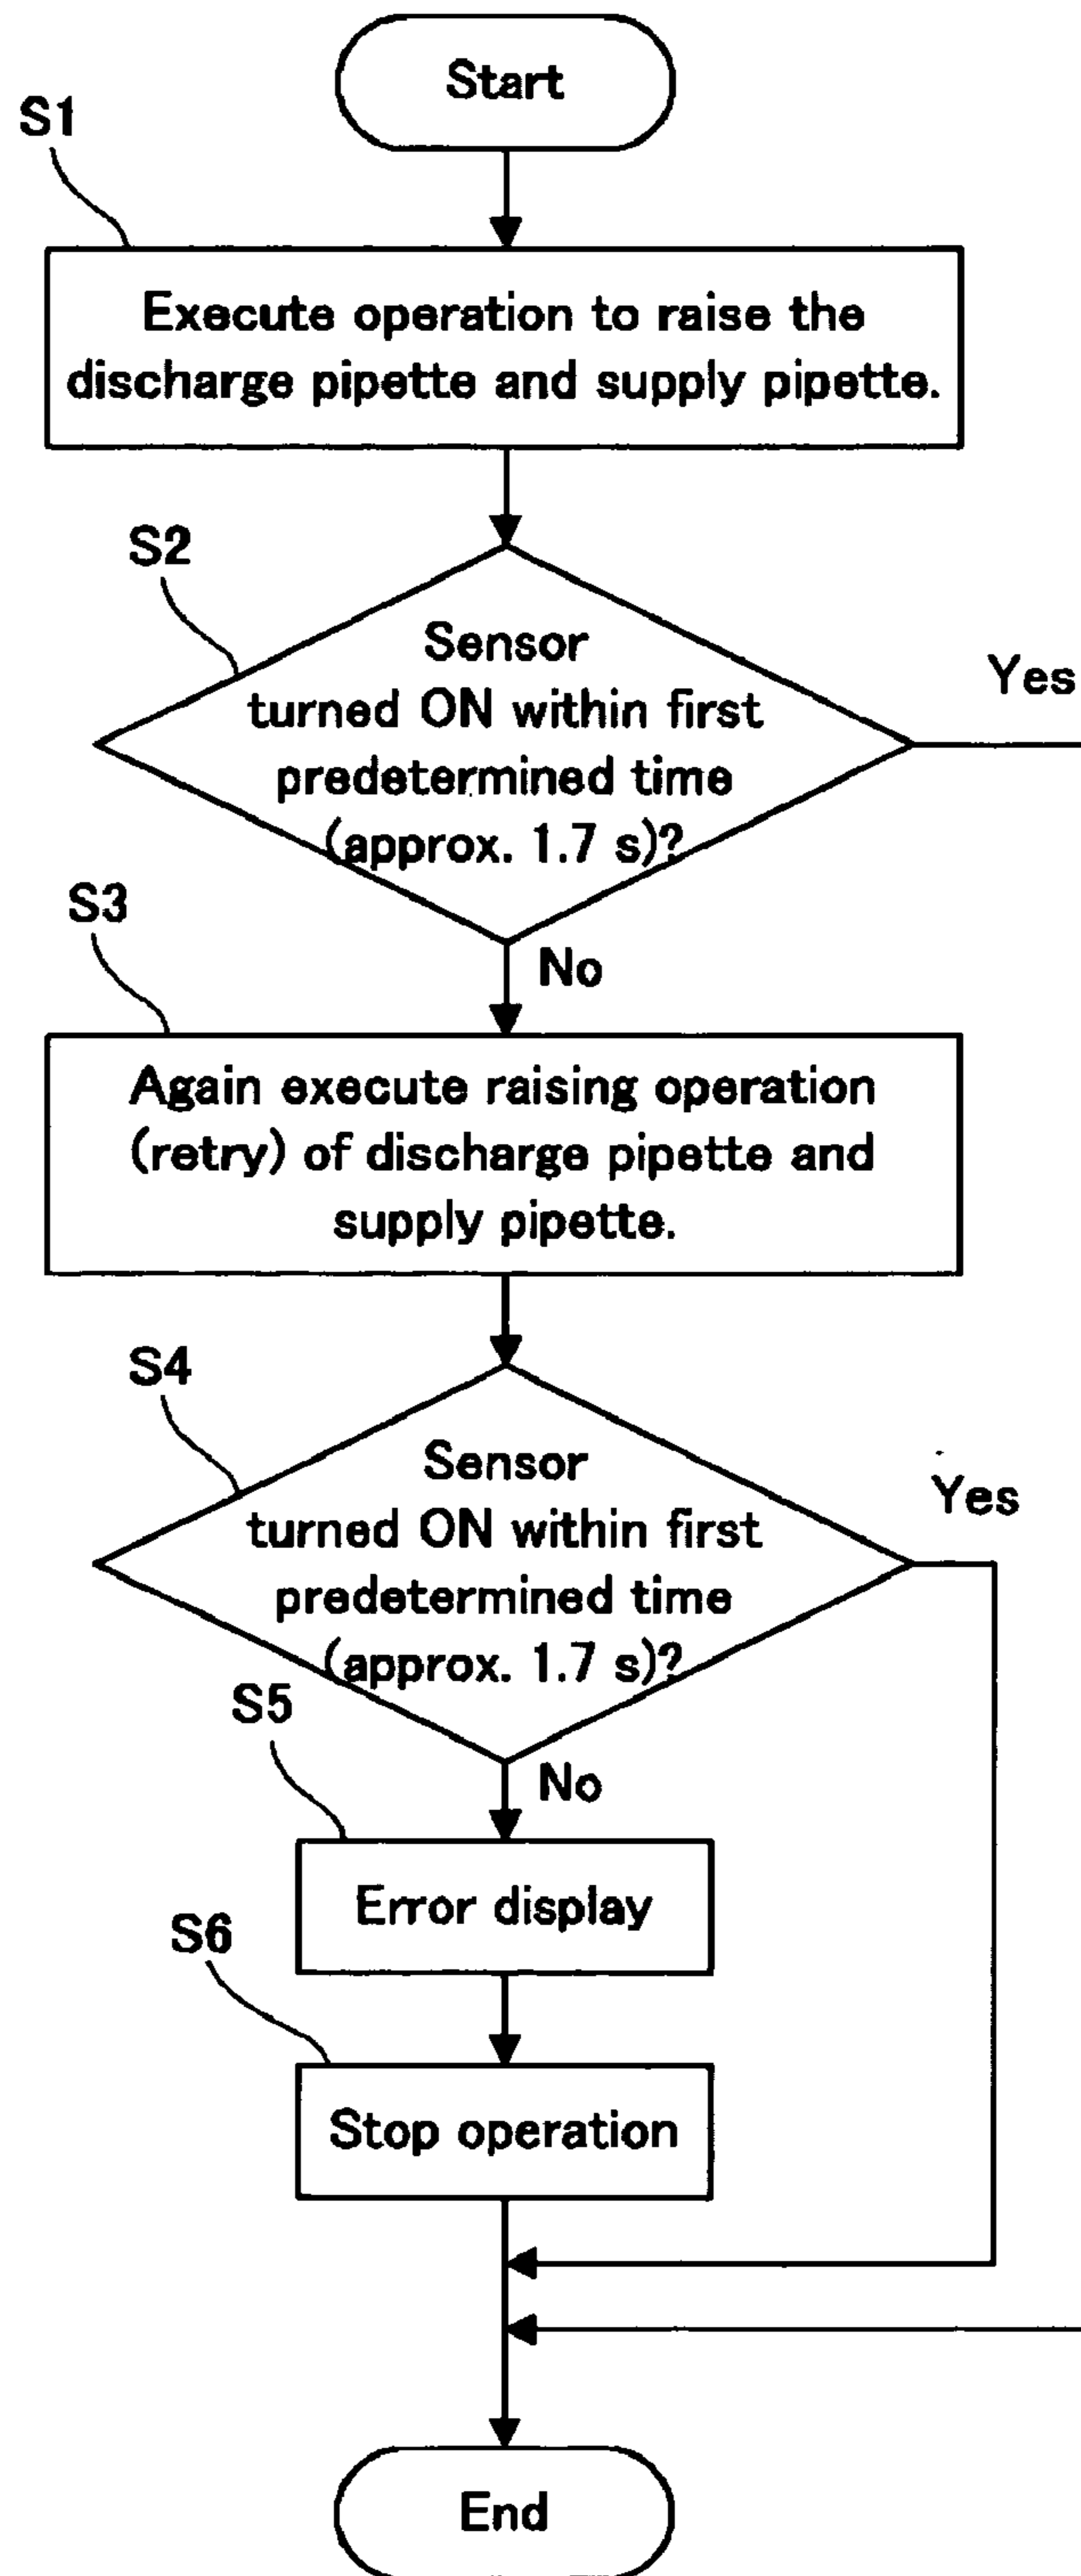 Start
S1
Execute operation to raise the
discharge pipette and supply pipette.
S2
Sensor
turned ON within first
predetermined time
(approx. 1.7 s)?
Yes
No
S3
Again execute raising operation
(retry) of discharge pipette and
supply pipette.
S4
Sensor
turned ON within first
predetermined time
(approx. 1.7 s)?
Yes
No
S5
Error display
S6
Stop operation
End